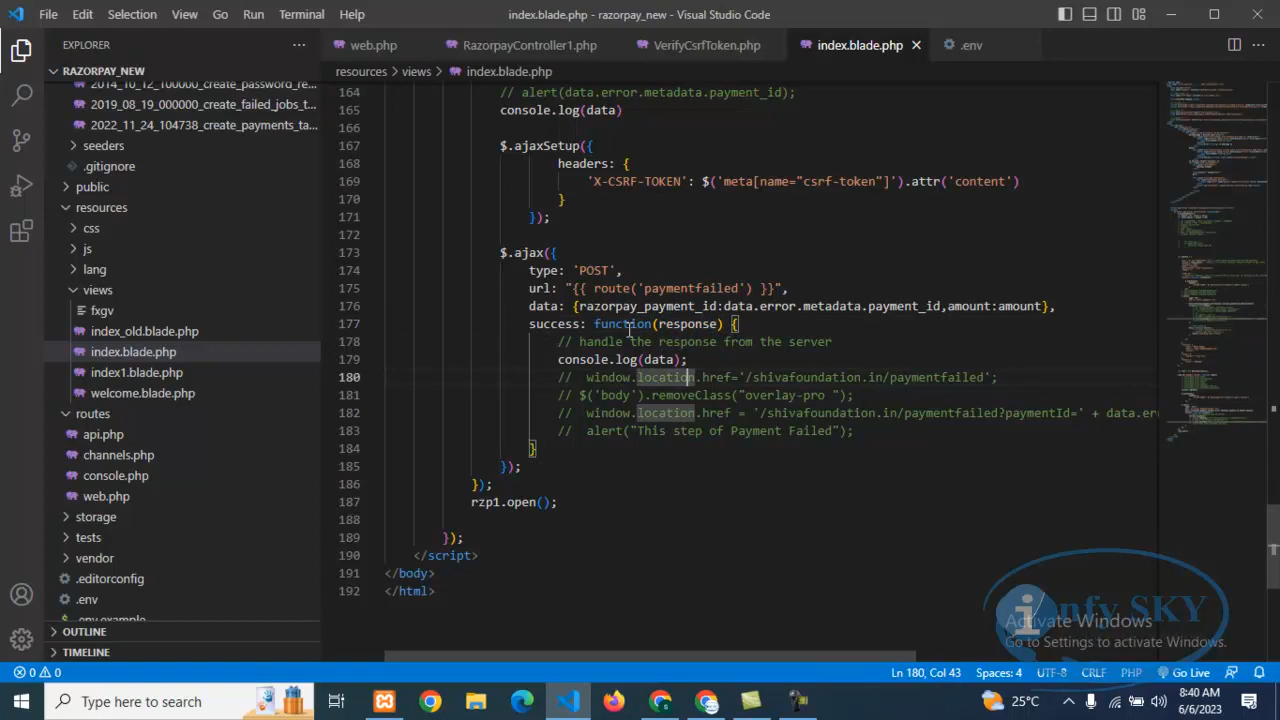 File Edit Selection View Go Run Terminal Help
index.blade.php - razorpay_new - Visual Studio Code
EXPLORER
web.php RazorpayController1.php VerifyCsrfToken.php index.blade.php .env
RAZORPAY_NEW
resources > views > index.blade.php
2014_10_12_100000_create_password_re...
2019_08_19_000000_create_failed_jobs_t...
2022_11_24_104738_create_payments_ta...
seeders
.gitignore
public
resources
css
js
lang
views
fxgv
index_old.blade.php
index.blade.php
index1.blade.php
welcome.blade.php
routes
api.php
channels.php
console.php
web.php
storage
tests
vendor
.editorconfig
.env
.env.example
OUTLINE
TIMELINE
164 alert(data.error.metadata.payment_id);
165 console.log(data)
166
167 $.ajaxSetup({
168 headers: {
169 'X-CSRF-TOKEN': $('meta[name="csrf-token"]').attr('content')
170 }
171 });
172
173 $.ajax({
174 type: 'POST',
175 url: "{{ route('paymentfailed') }}",
176 data: {razorpay_payment_id:data.error.metadata.payment_id,amount:amount},
177 success: function(response) {
178 // handle the response from the server
179 console.log(data);
180 // window.location.href='/shivafoundation.in/paymentfailed';
181 // $('body').removeClass("overlay-pro ");
182 // window.location.href = '/shivafoundation.in/paymentfailed?paymentId=' + data.err
183 // alert("This step of Payment Failed");
184 }
185 });
186 });
187 rzp1.open();
188
189 });
190 </script>
191 </body>
192 </html>
nfy SKY
Activate Windows
Go to Settings to activate Windows.
0 0
Ln 180, Col 43 Spaces: 4 UTF-8 CRLF PHP Go Live
Type here to search
25°C
8:40 AM
6/6/2023